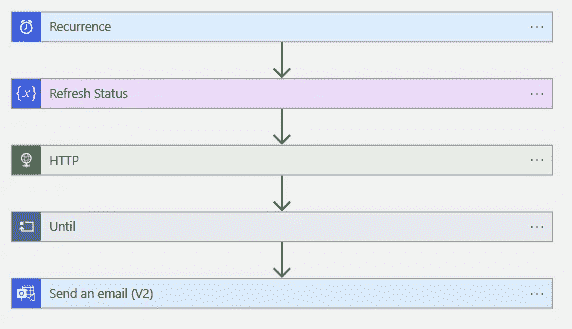 Recurrence
{x} Refresh Status
HTTP
Until
Send an email (V2)